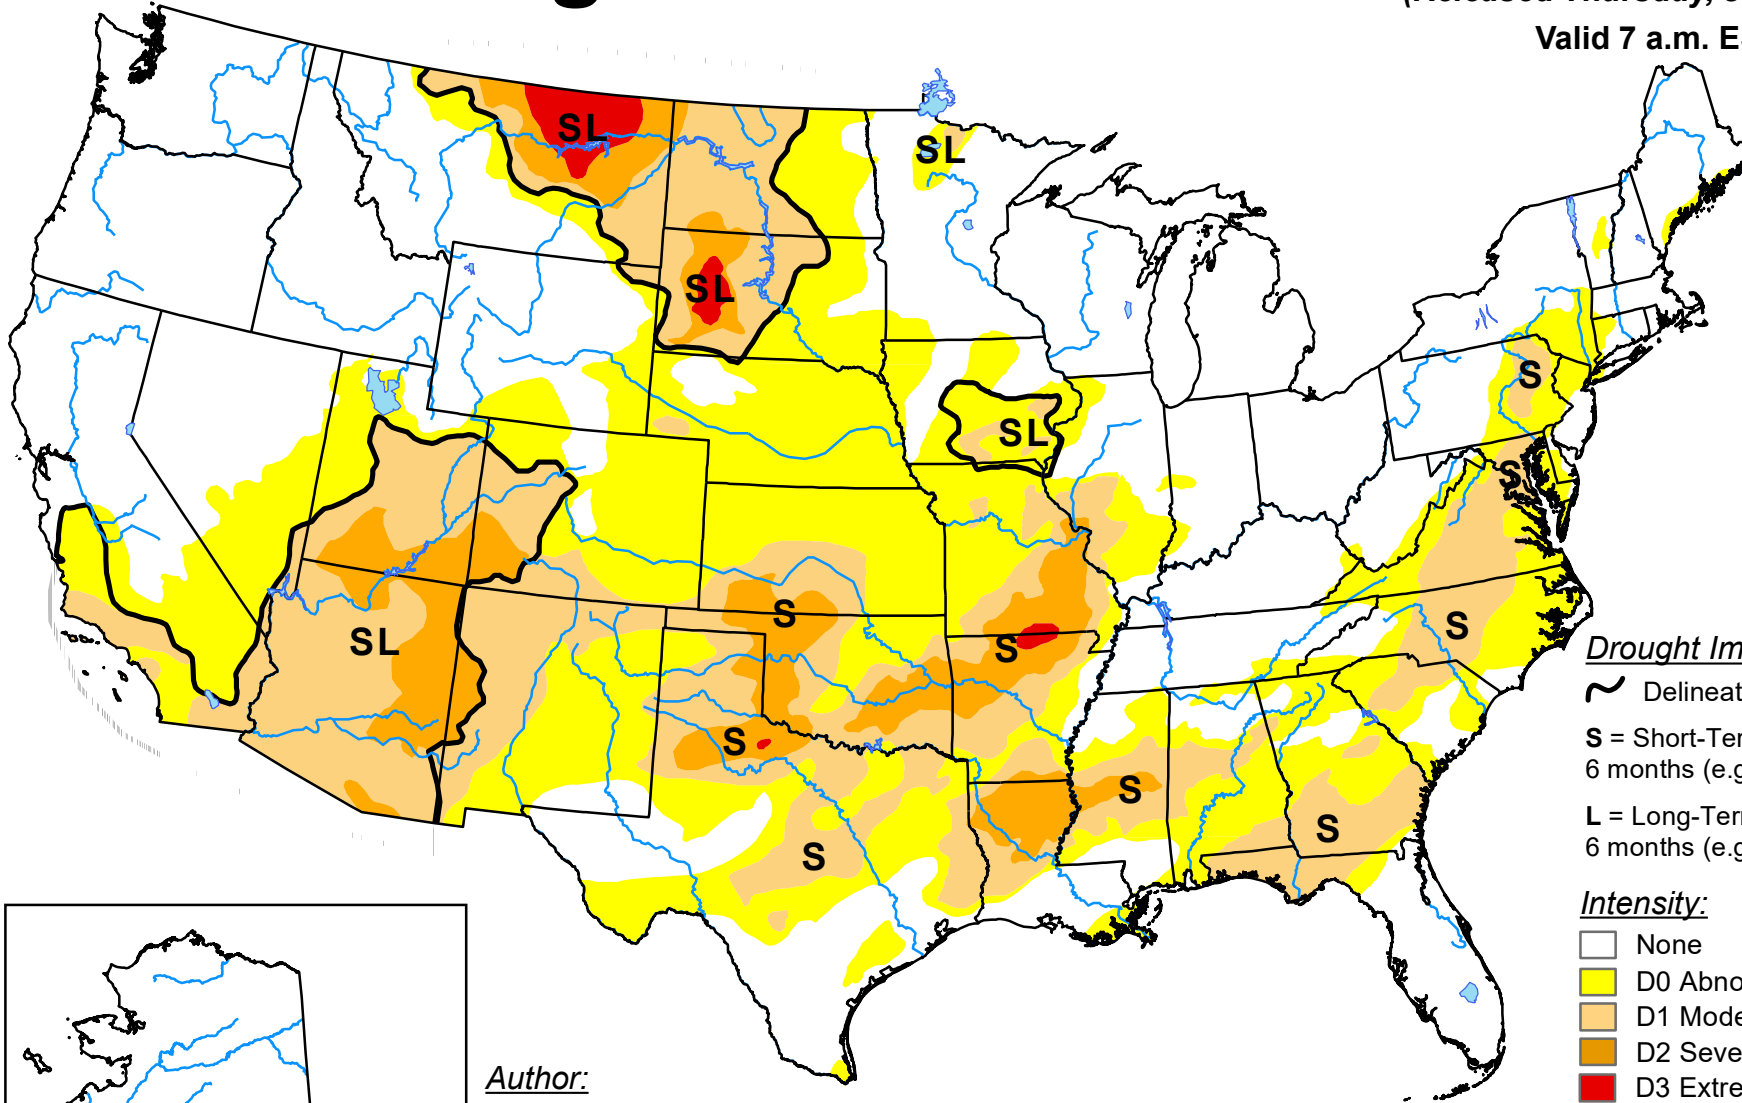 Valid 7 a.m. E
SL
SL
SL
S
SL
S
S
S
SL
S
S
S
S
S
Drought Im
Delineat
S = Short-Ter
6 months (e.g
L = Long-Terr
6 months (e.g
Intensity:
None
D0 Abno
D1 Mode
D2 Seve
D3 Extre
Author: